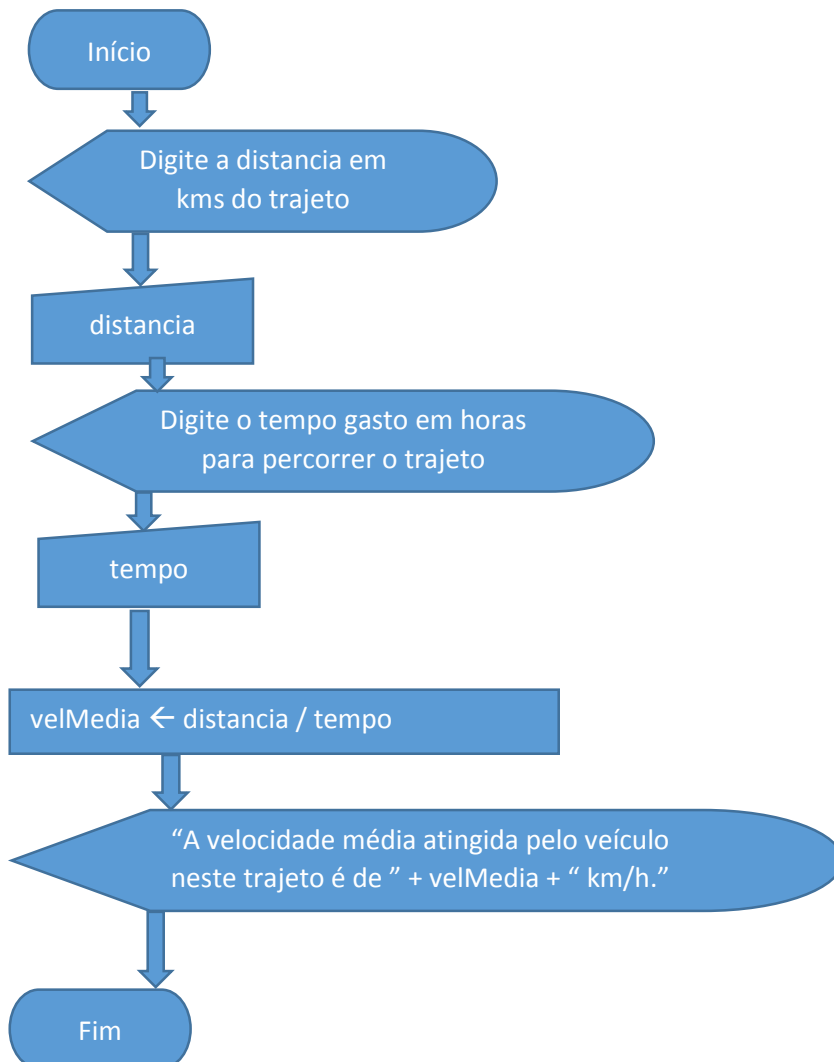 Início
Digite a distancia em
kms do trajeto
distancia
Digite o tempo gasto em horas
para percorrer o trajeto
tempo
velMedia ← distancia / tempo
“A velocidade média atingida pelo veículo
neste trajeto é de ” + velMedia + “ km/h.”
Fim